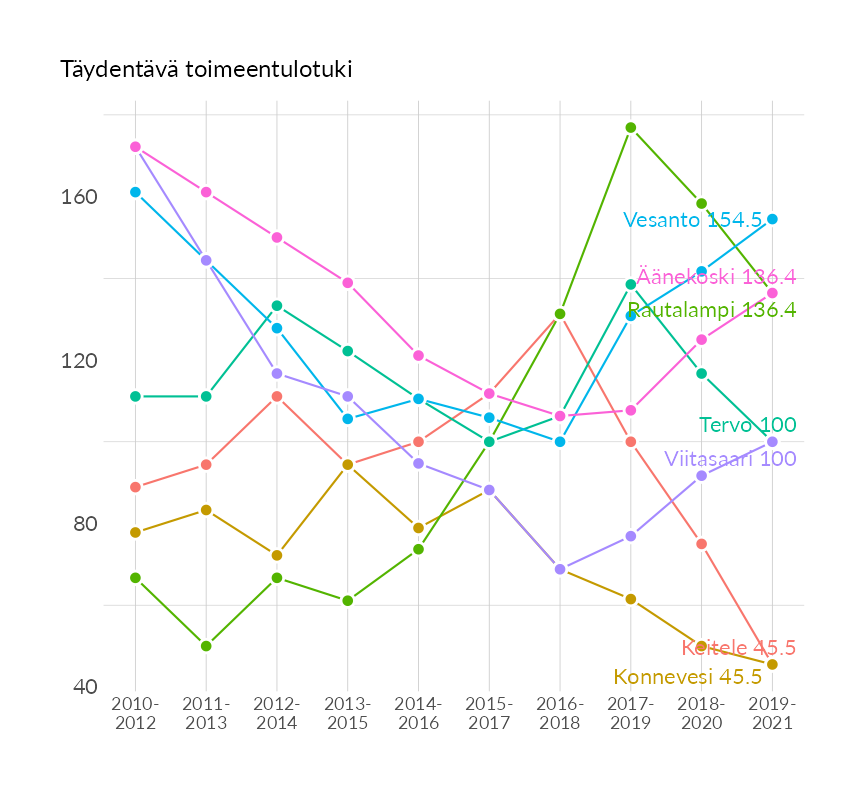 Täydentävä toimeentulotuki
160
120
80
40
Vesanto 154.5
Äänekoski 136.4
Rautalampi 136.4
Tervo 100
Viitasaari 100
Keitele 45.5
Konnevesi 45.5
2010- 2011- 2012- 2013- 2014- 2015- 2016- 2017- 2018- 2019-
2012 2013 2014 2015 2016 2017 2018 2019 2020 2021